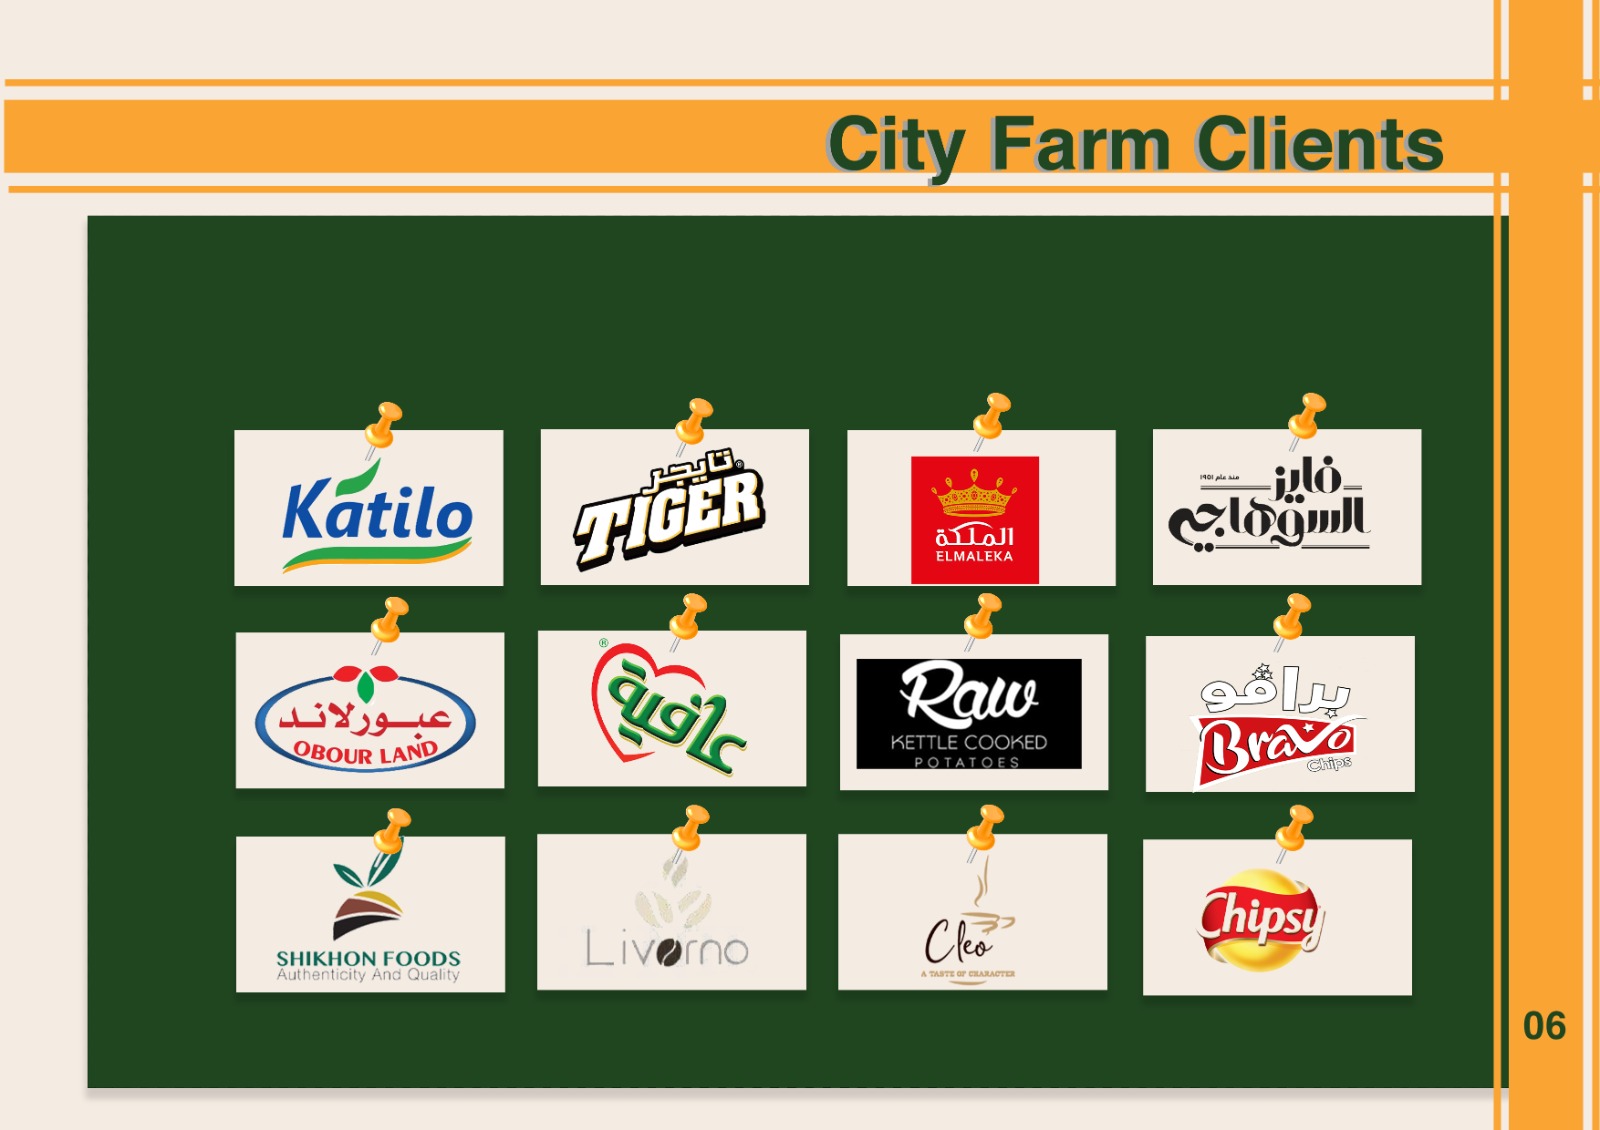 City Farm Clients
Katilo
تايجر®
TIGER
الملكة
ELMALEKA
منذ عام ١٩٥١
فايز
السوهاجي
عبورلاند
OBOUR LAND
®
عافية
Raw
KETTLE COOKED
POTATOES
برافو
Bravo
Chips
SHIKHON FOODS
Authenticity And Quality
Livorno
Cleo
A TASTE OF CHARACTER
Chipsy
06